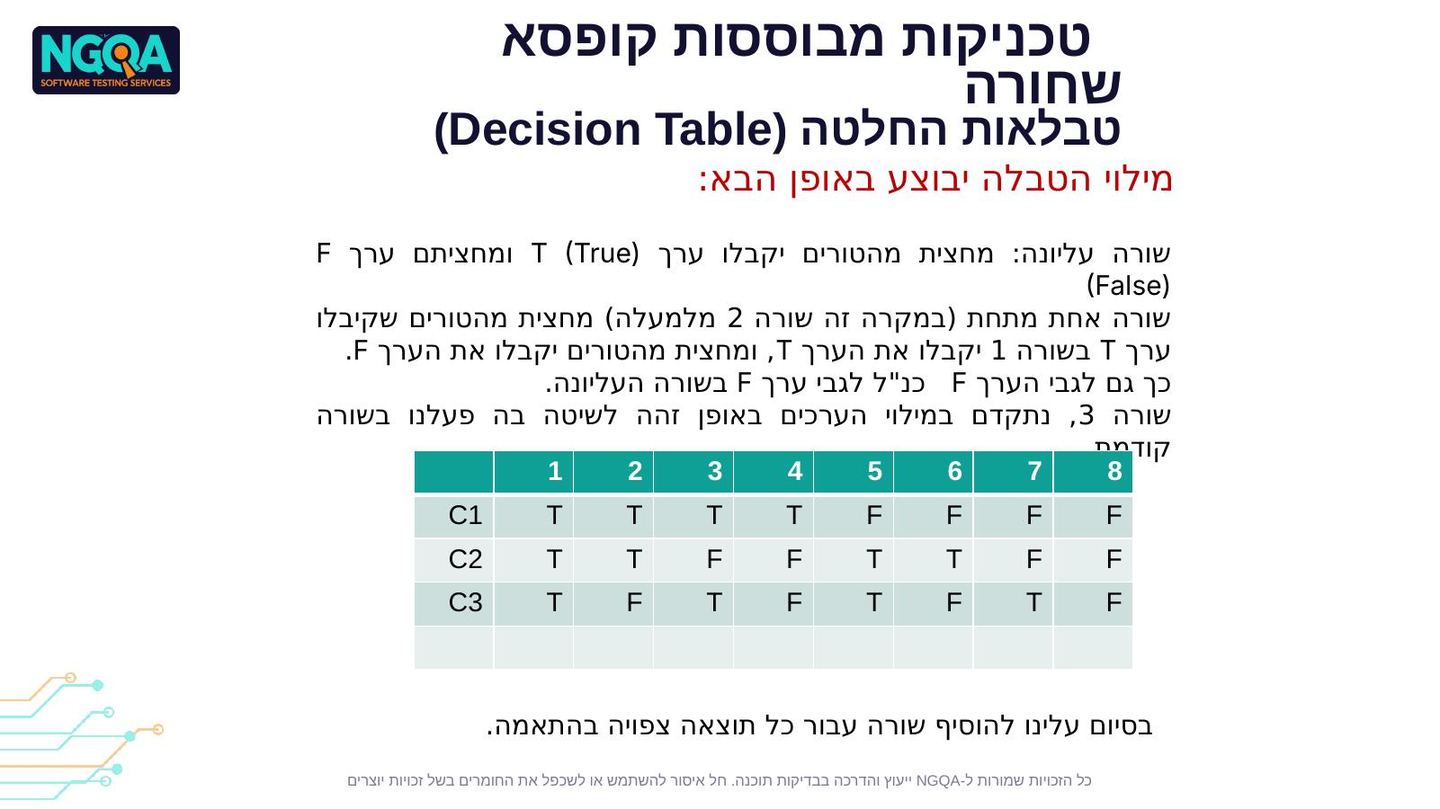 NGQA
SOFTWARE TESTING SERVICES
טכניקות מבוססות קופסא
שחורה
טבלאות החלטה (Decision Table)
מילוי הטבלה יבוצע באופן הבא:
שורה עליונה: מחצית מהטורים יקבלו ערך T (True) ומחציתם ערך F
(False)
שורה אחת מתחת (במקרה זה שורה 2 מלמעלה) מחצית מהטורים שקיבלו
ערך T בשורה 1 יקבלו את הערך T, ומחצית מהטורים יקבלו את הערך F.
כך גם לגבי הערך F כנ"ל לגבי ערך F בשורה העליונה.
שורה 3, נתקדם במילוי הערכים באופן זהה לשיטה בה פעלנו בשורה
קודמת
1 2 3 4 5 6 7 8
C1 T T T T F F F F
C2 T T F F T T F F
C3 T F T F T F T F
בסיום עלינו להוסיף שורה עבור כל תוצאה צפויה בהתאמה.
כל הזכויות שמורות ל-NGQA ייעוץ והדרכה בבדיקות תוכנה. חל איסור להשתמש או לשכפל את החומרים בשל זכויות יוצרים